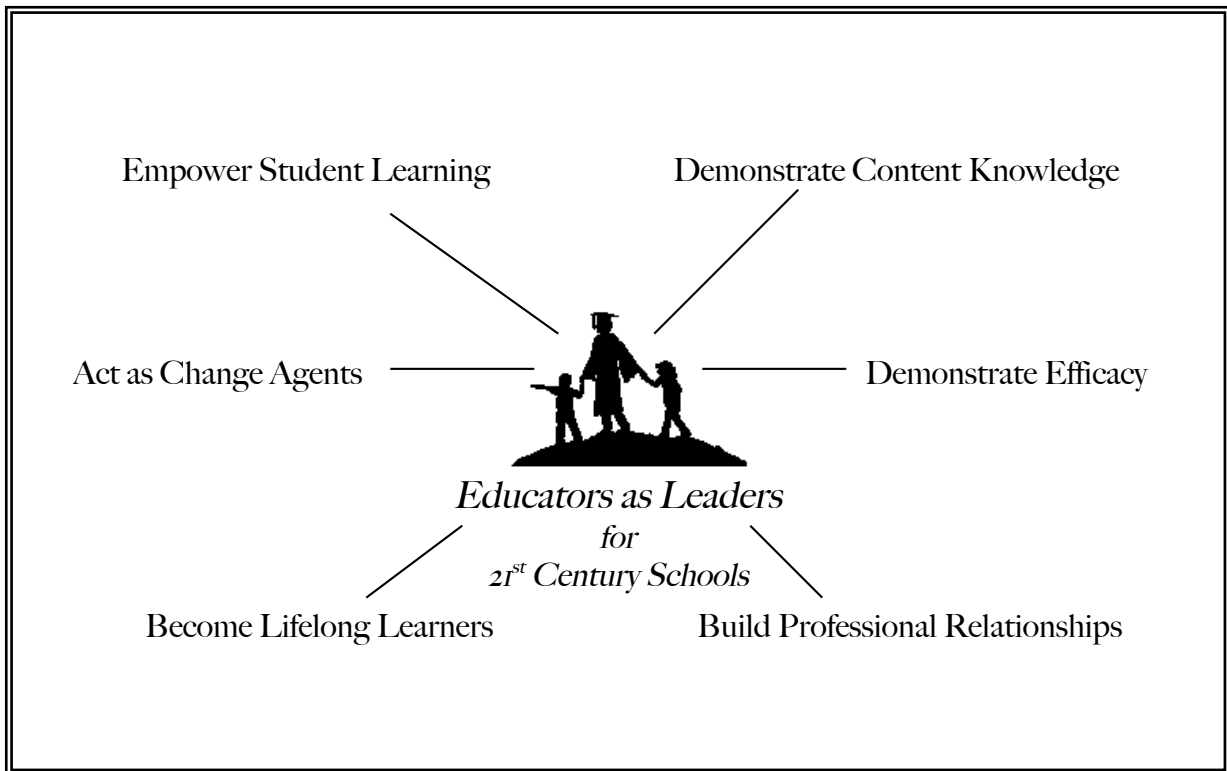 Empower Student Learning
Demonstrate Content Knowledge
Act as Change Agents
Demonstrate Efficacy
Educators as Leaders
for
21st Century Schools
Become Lifelong Learners
Build Professional Relationships